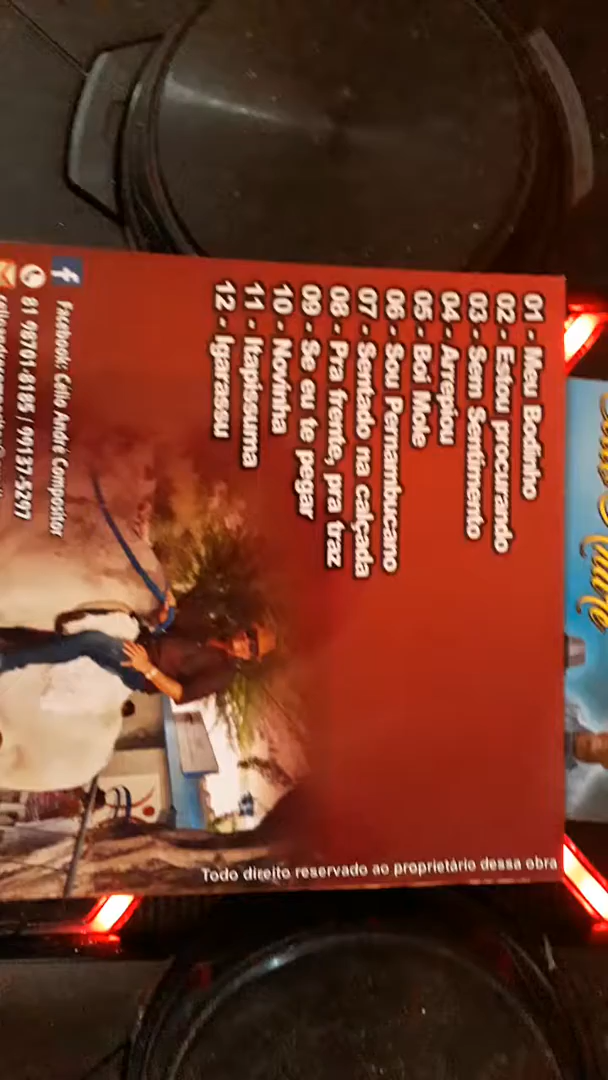 01 - Meu Bodinho
02 - Estou procurando
03 - Sem Sentimento
04 - Arrepiou
05 - Boi Mole
06 - Sou Pernambucano
07 - Sentado na calçada
08 - Pra frente, pra traz
09 - Se eu te pegar
10 - Novinha
11 - Itapissuma
12 - Igarassu
Facebook: Célio André Compositor
81 98701-8185 / 99137-5297
Todo direito reservado ao proprietário dessa obra